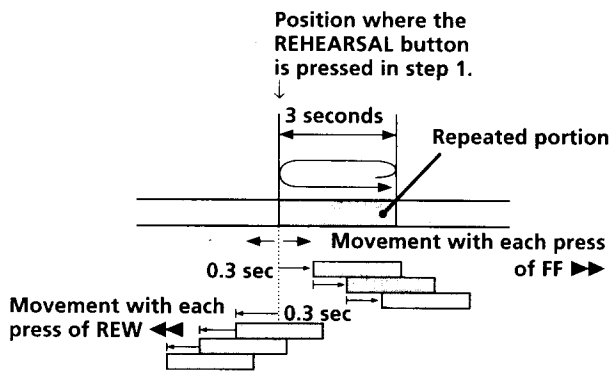 Position where the
REHEARSAL button
is pressed in step 1.
3 seconds
Repeated portion
Movement with each press
of FF ▶▶
0.3 sec
0.3 sec
Movement with each
press of REW ◀◀